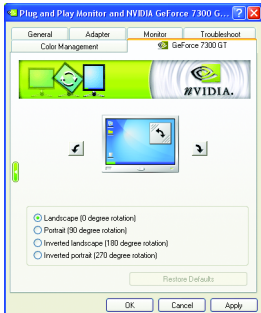 Plug and Play Monitor and NVIDIA GeForce 7300 G...
General Adapter Monitor Troubleshoot
Color Management GeForce 7300 GT
NVIDIA.
Landscape (0 degree rotation)
Portrait (90 degree rotation)
Inverted landscape (180 degree rotation)
Inverted portrait (270 degree rotation)
Restore Defaults
OK Cancel Apply